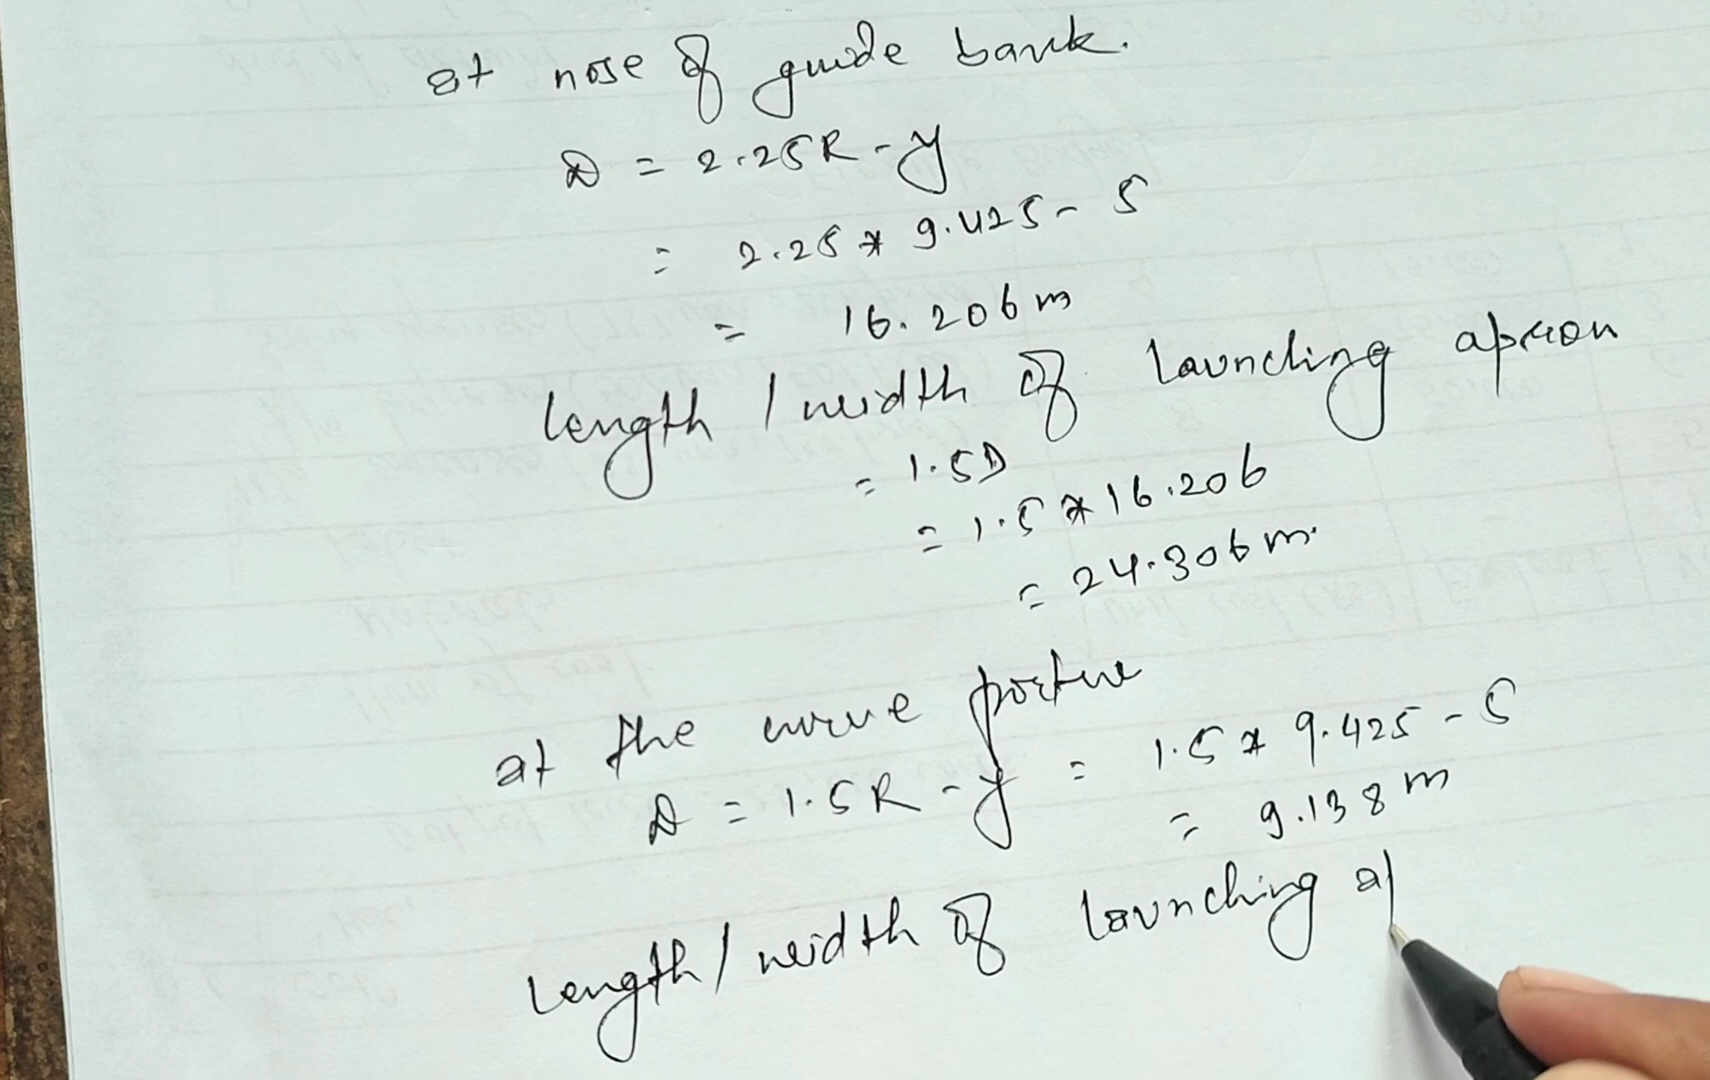 at nose of guide bank.
D = 2.25R - y
= 2.25 * 9.425 - 5
= 16.206 m
length / width of launching apron
= 1.5D
= 1.5 * 16.206
= 24.306 m.
at the curve portion
D = 1.5R - y = 1.5 * 9.425 - 5
= 9.138 m
length / width of launching a